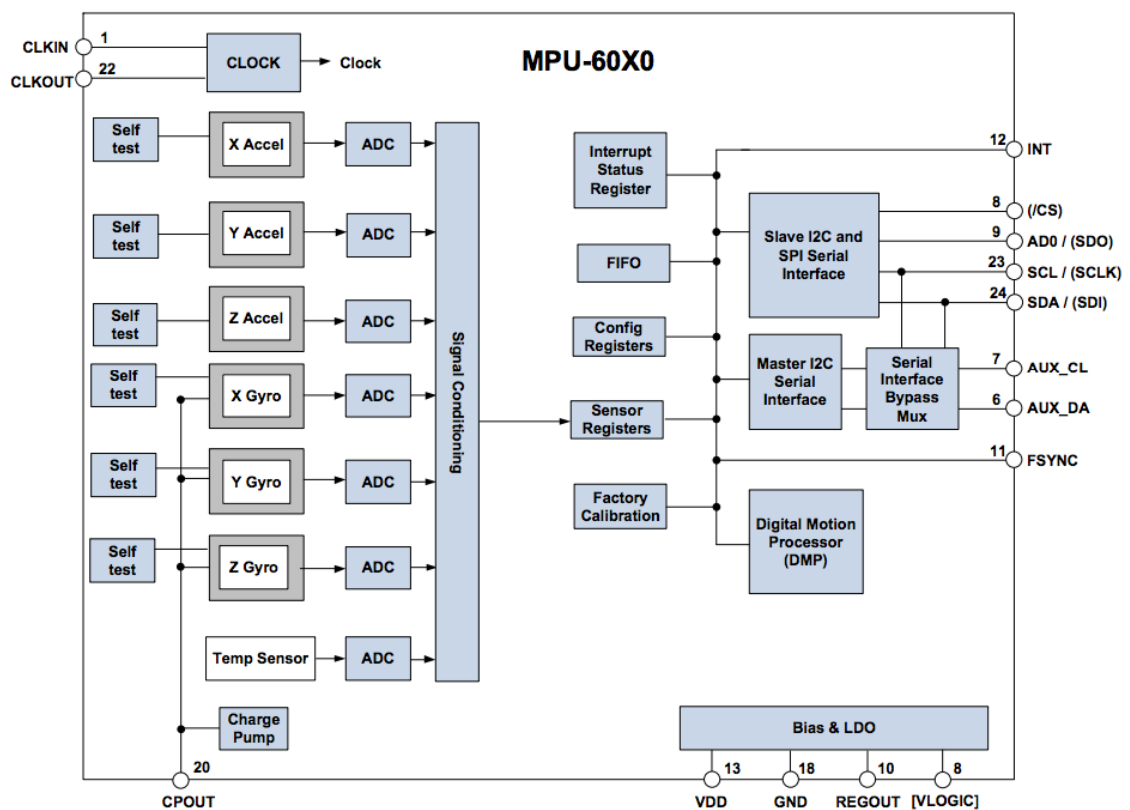 MPU-60X0
CLKIN
1
CLKOUT
22
CLOCK
Clock
Self
test
X Accel
ADC
Self
test
Y Accel
ADC
Self
test
Z Accel
ADC
Self
test
X Gyro
ADC
Self
test
Y Gyro
ADC
Self
test
Z Gyro
ADC
Temp Sensor
ADC
Signal Conditioning
Charge
Pump
20
CPOUT
Interrupt
Status
Register
FIFO
Config
Registers
Sensor
Registers
Factory
Calibration
Slave I2C and
SPI Serial
Interface
Master I2C
Serial
Interface
Serial
Interface
Bypass
Mux
Digital Motion
Processor
(DMP)
12
INT
8
(/CS)
9
AD0 / (SDO)
23
SCL / (SCLK)
24
SDA / (SDI)
7
AUX_CL
6
AUX_DA
11
FSYNC
Bias & LDO
13
VDD
18
GND
10
REGOUT
8
[VLOGIC]